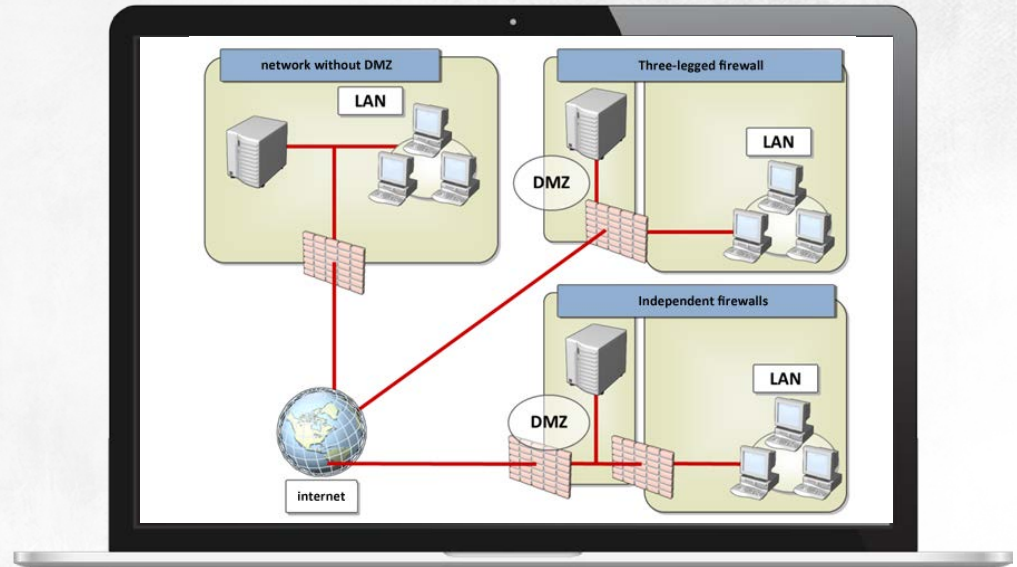 network without DMZ
LAN
Three-legged firewall
DMZ
LAN
Independent firewalls
DMZ
LAN
internet